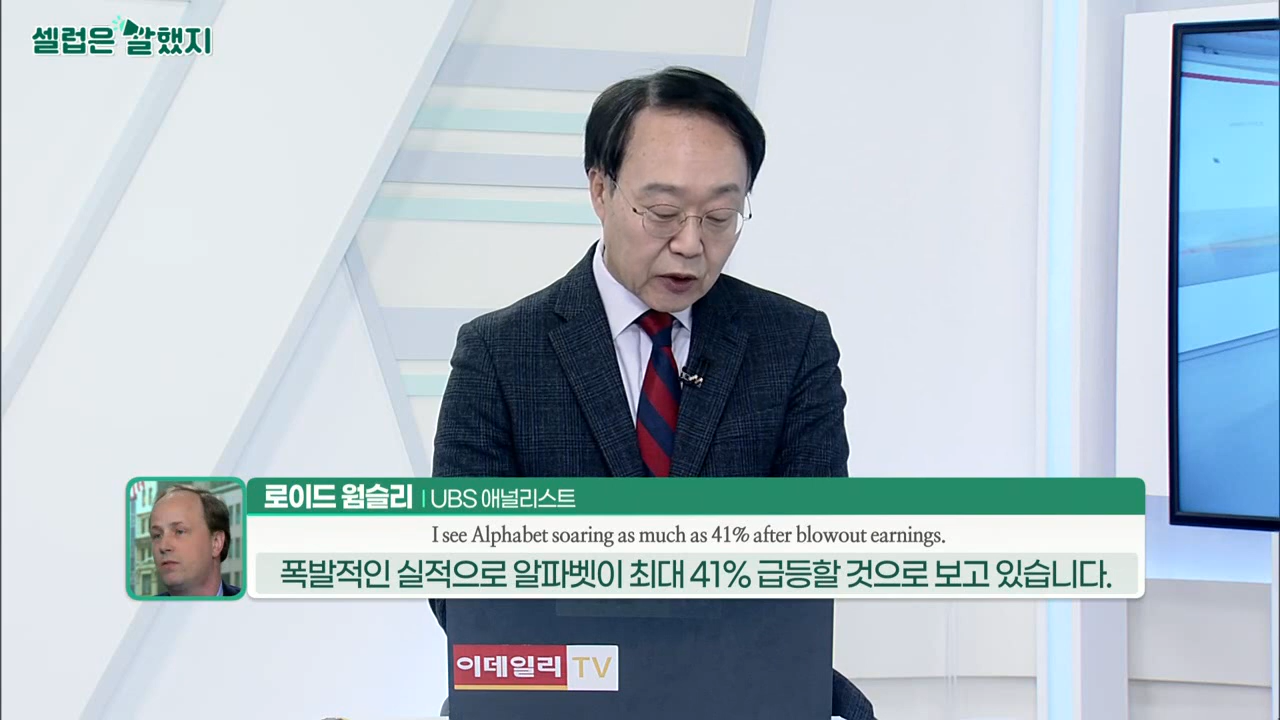 셀럽은 말했지
로이드 웜슬리 | UBS 애널리스트
I see Alphabet soaring as much as 41% after blowout earnings.
폭발적인 실적으로 알파벳이 최대 41% 급등할 것으로 보고 있습니다.
이데일리 TV